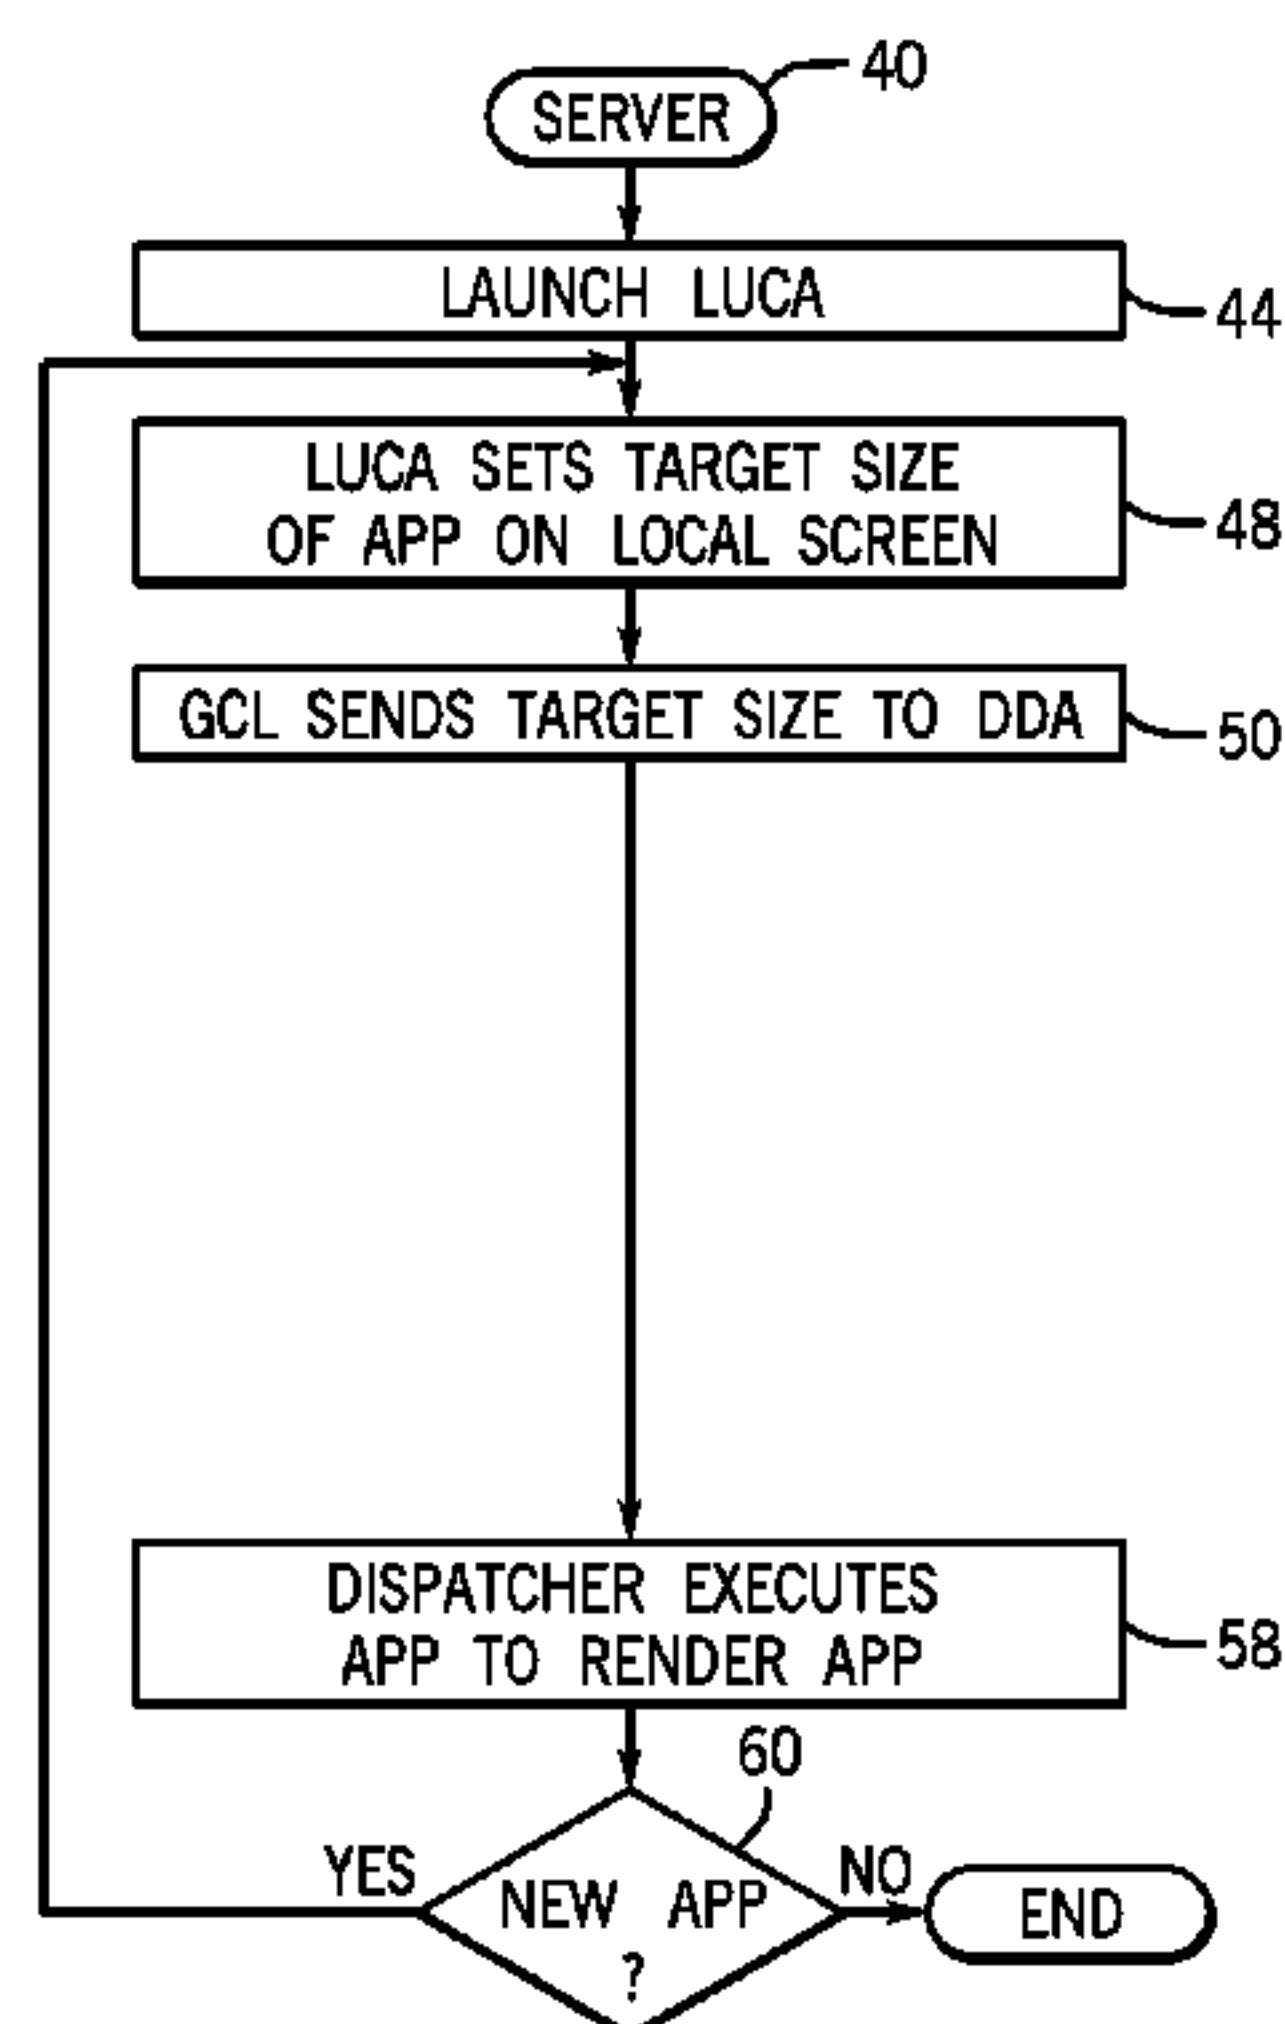 40
SERVER
LAUNCH LUCA
44
LUCA SETS TARGET SIZE
OF APP ON LOCAL SCREEN
48
GCL SENDS TARGET SIZE TO DDA
50
DISPATCHER EXECUTES
APP TO RENDER APP
58
60
YES
NEW APP
?
NO
END